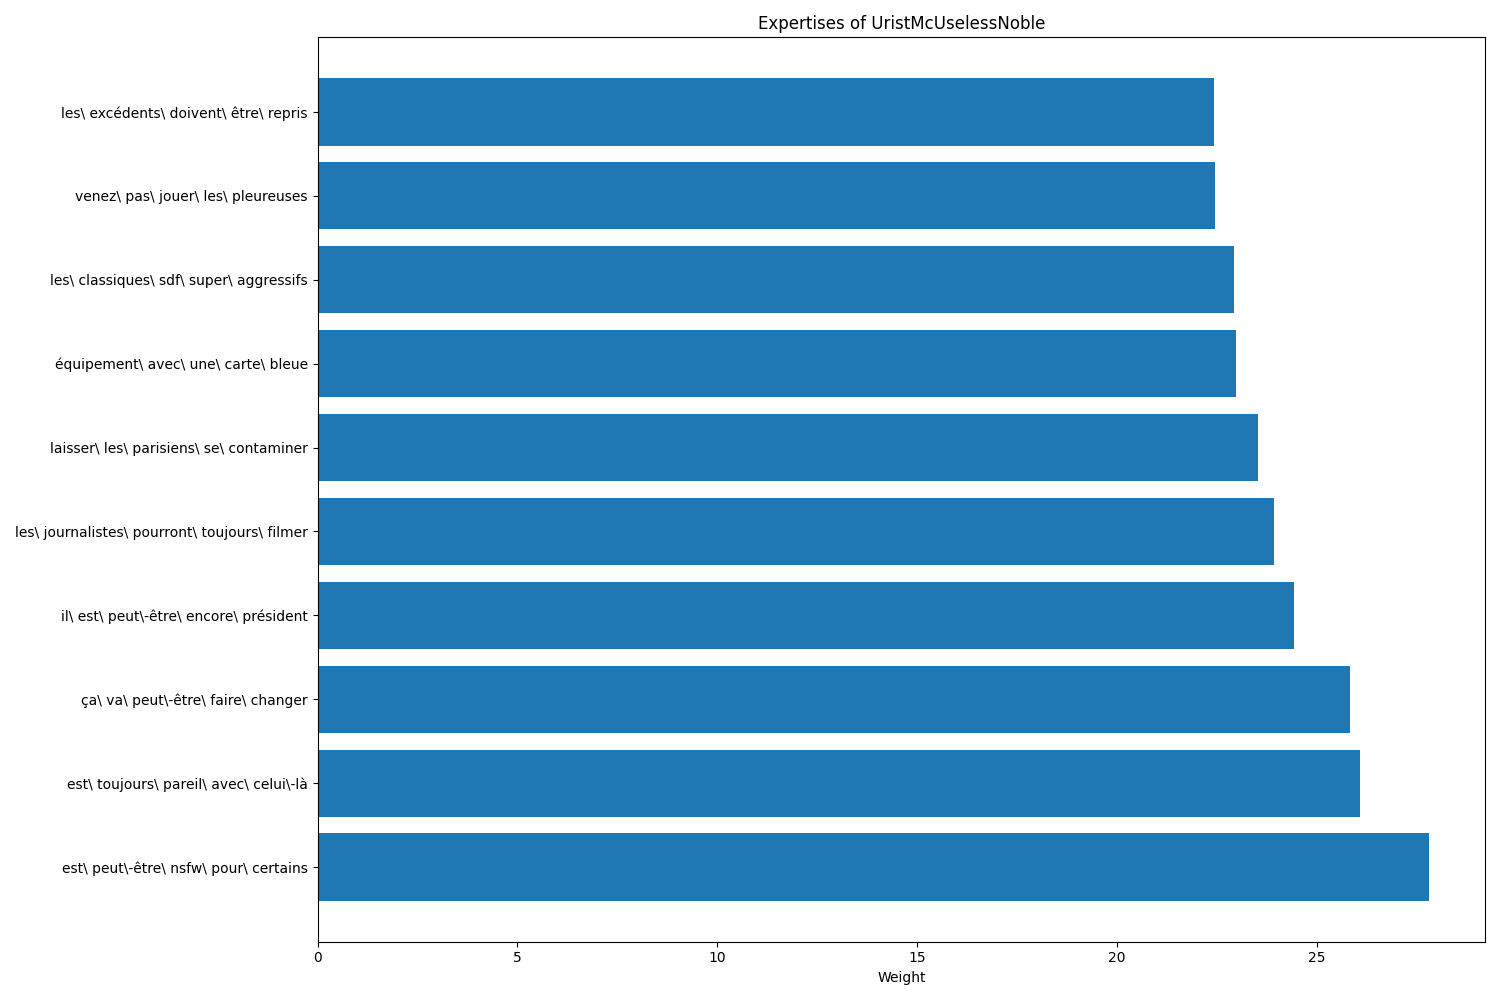 Expertises of UristMcUselessNoble
les\ excédents\ doivent\ être\ repris
venez\ pas\ jouer\ les\ pleureuses
les\ classiques\ sdf\ super\ aggressifs
équipement\ avec\ une\ carte\ bleue
laisser\ les\ parisiens\ se\ contaminer
les\ journalistes\ pourront\ toujours\ filmer
il\ est\ peut\-être\ encore\ président
ça\ va\ peut\-être\ faire\ changer
est\ toujours\ pareil\ avec\ celui\-là
est\ peut\-être\ nsfw\ pour\ certains
0 5 10 15 20 25
Weight